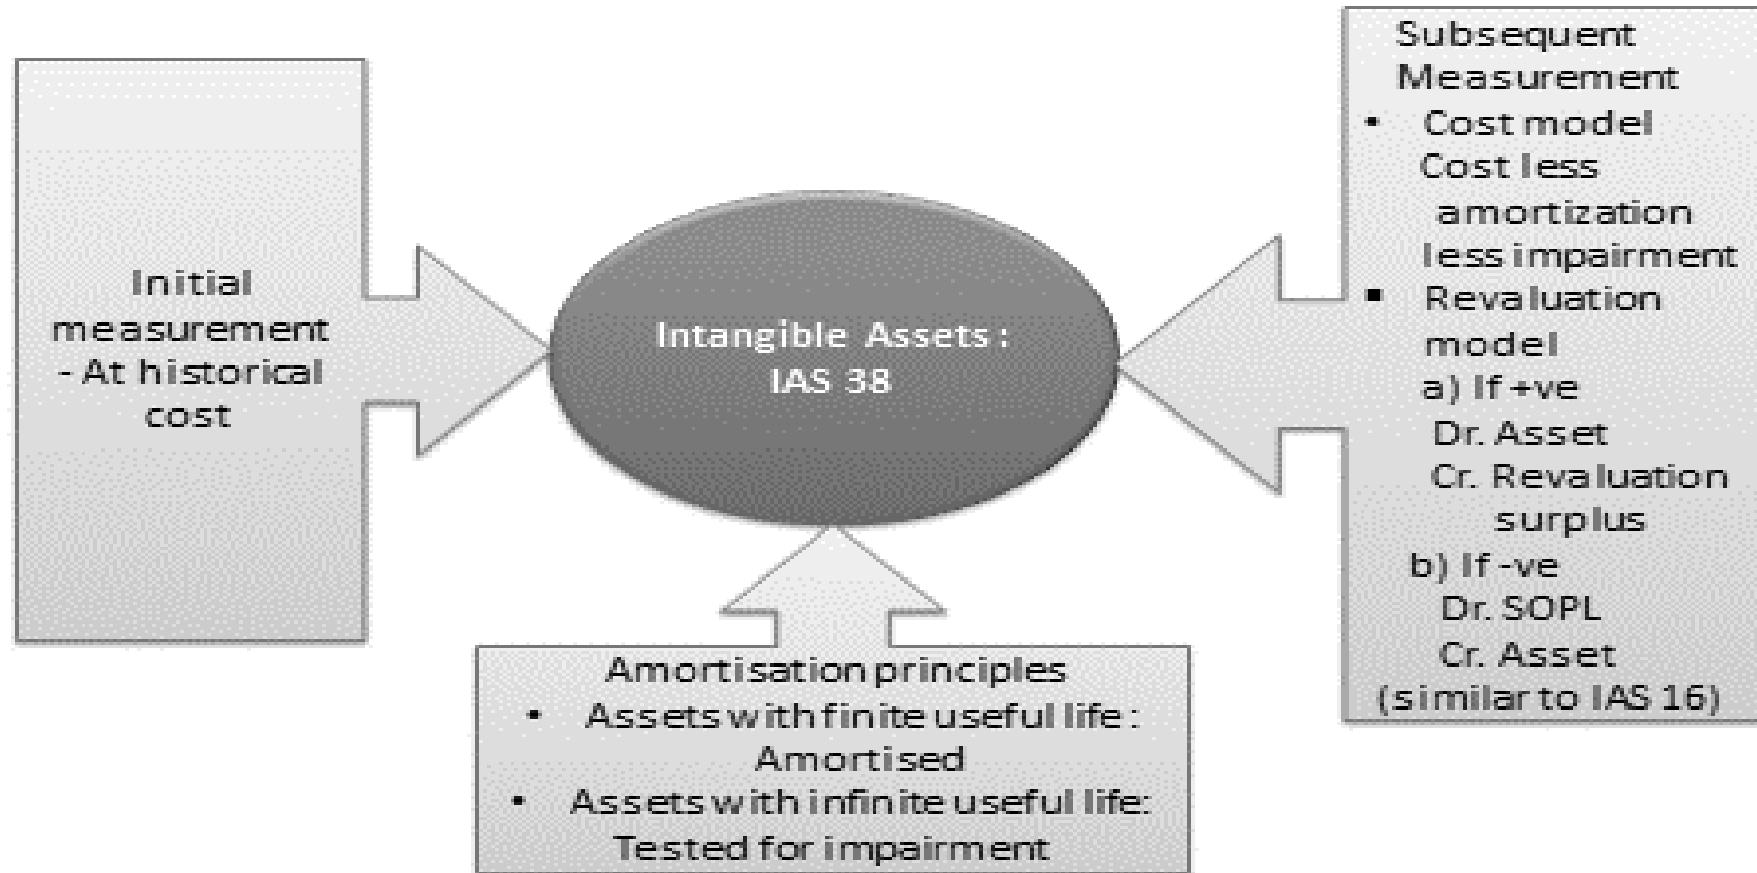 Initial
measurement
- At historical
cost
Intangible Assets :
IAS 38
Subsequent
Measurement
• Cost model
Cost less
amortization
less impairment
▪ Revaluation
model
a) If +ve
Dr. Asset
Cr. Revaluation
surplus
b) If -ve
Dr. SOPL
Cr. Asset
(similar to IAS 16)
Amortisation principles
• Assets with finite useful life :
Amortised
• Assets with infinite useful life:
Tested for impairment